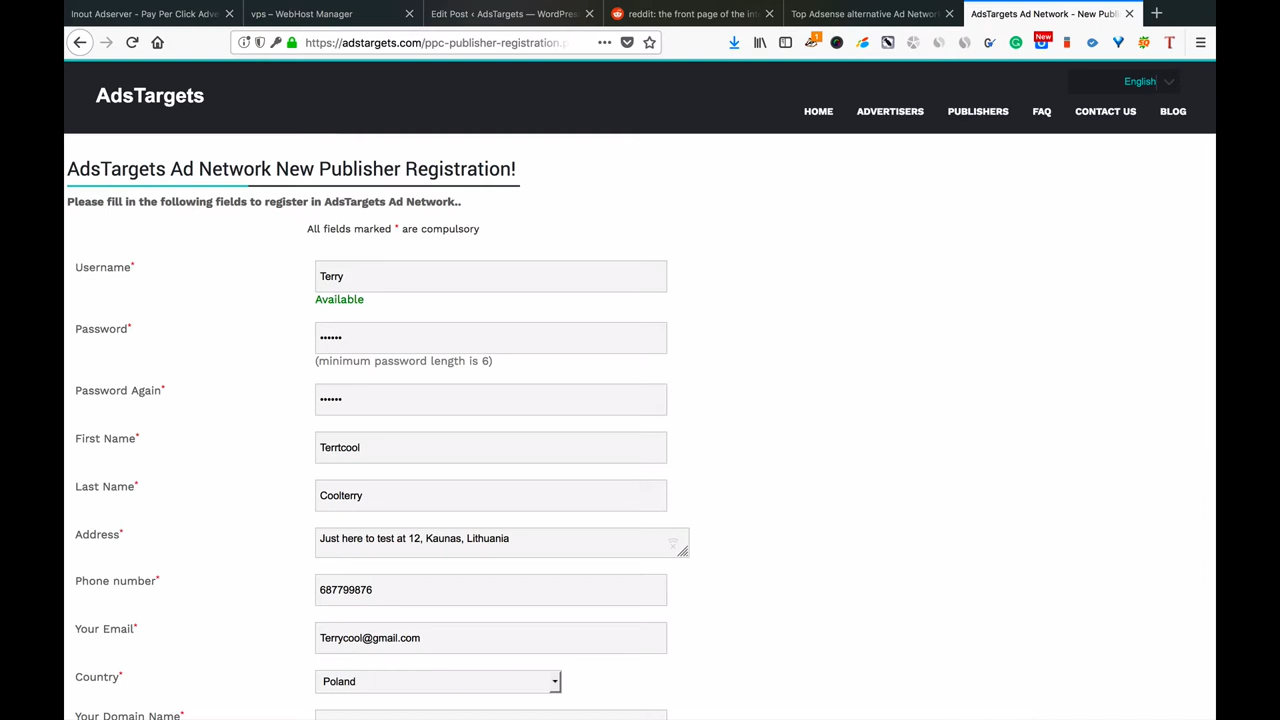 Inout Adserver - Pay Per Click Adve
vps – WebHost Manager
Edit Post ‹ AdsTargets — WordPres
reddit: the front page of the inte
Top Adsense alternative Ad Network
AdsTargets Ad Network - New Publi
https://adstargets.com/ppc-publisher-registration.p
1
New
AdsTargets
English
HOME ADVERTISERS PUBLISHERS FAQ CONTACT US BLOG
AdsTargets Ad Network New Publisher Registration!
Please fill in the following fields to register in AdsTargets Ad Network..
All fields marked * are compulsory
Username*
Terry
Available
Password*
••••••
(minimum password length is 6)
Password Again*
••••••
First Name*
Terrtcool
Last Name*
Coolterry
Address*
Just here to test at 12, Kaunas, Lithuania
Phone number*
687799876
Your Email*
Terrycool@gmail.com
Country*
Poland
Your Domain Name*